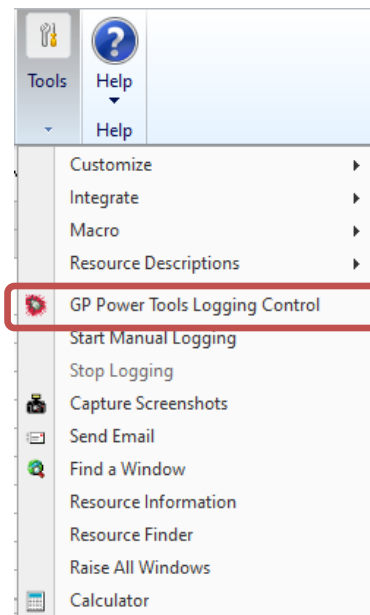 Tools
Help
Help
Customize
Integrate
Macro
Resource Descriptions
GP Power Tools Logging Control
Start Manual Logging
Stop Logging
Capture Screenshots
Send Email
Find a Window
Resource Information
Resource Finder
Raise All Windows
Calculator